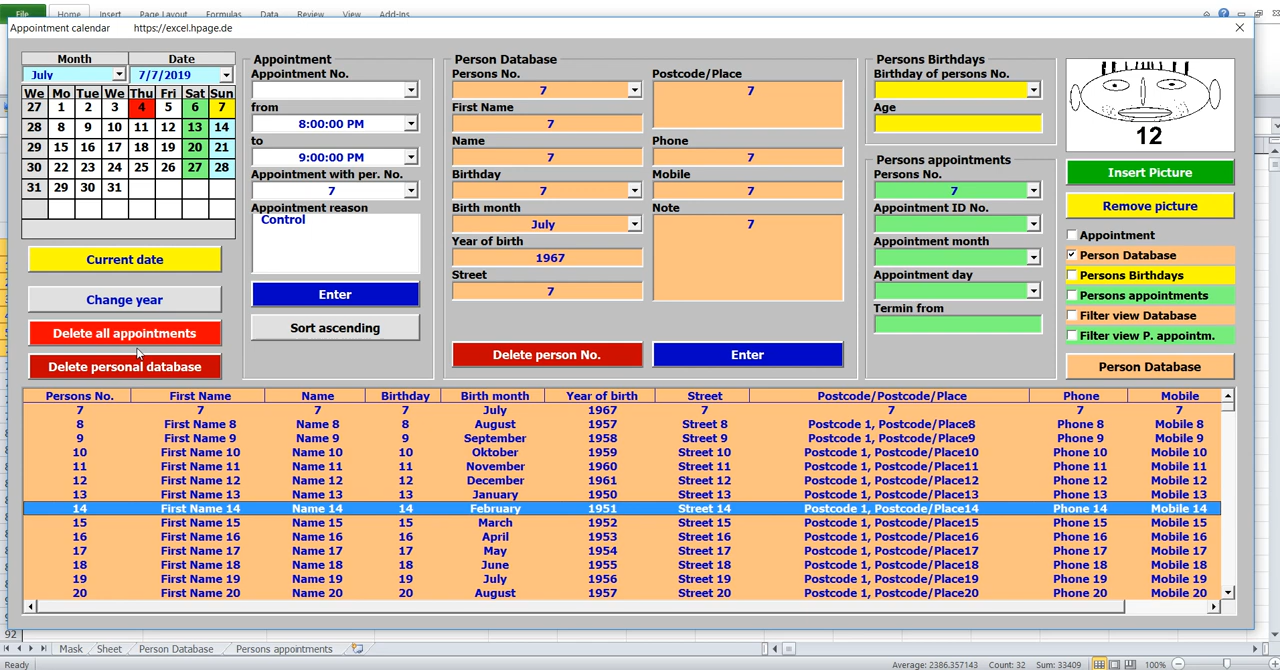 File Home Insert Page Layout Formulas Data Review View Add-Ins
Appointment calendar https://excel.hpage.de
Month Date
July 7/7/2019
We Mo Tue We Thu Fri Sat Sun
27 1 2 3 4 5 6 7
28 8 9 10 11 12 13 14
29 15 16 17 18 19 20 21
30 22 23 24 25 26 27 28
31 29 30 31
Current date
Change year
Delete all appointments
Delete personal database
Appointment
Appointment No.
from
8:00:00 PM
to
9:00:00 PM
Appointment with per. No.
7
Appointment reason
Control
Enter
Sort ascending
Person Database
Persons No.
7
First Name
7
Name
7
Birthday
7
Birth month
July
Year of birth
1967
Street
7
Delete person No.
Postcode/Place
7
Phone
7
Mobile
7
Note
7
Enter
Persons Birthdays
Birthday of persons No.
Age
Persons appointments
Persons No.
7
Appointment ID No.
Appointment month
Appointment day
Termin from
12
Insert Picture
Remove picture
Appointment
Person Database
Persons Birthdays
Persons appointments
Filter view Database
Filter view P. appointm.
Person Database
Persons No. First Name Name Birthday Birth month Year of birth Street Postcode/Postcode/Place Phone Mobile
7 7 7 7 July 1967 7 7 7 7
8 First Name 8 Name 8 8 August 1957 Street 8 Postcode 1, Postcode/Place8 Phone 8 Mobile 8
9 First Name 9 Name 9 9 September 1958 Street 9 Postcode 1, Postcode/Place9 Phone 9 Mobile 9
10 First Name 10 Name 10 10 Oktober 1959 Street 10 Postcode 1, Postcode/Place10 Phone 10 Mobile 10
11 First Name 11 Name 11 11 November 1960 Street 11 Postcode 1, Postcode/Place11 Phone 11 Mobile 11
12 First Name 12 Name 12 12 December 1961 Street 12 Postcode 1, Postcode/Place12 Phone 12 Mobile 12
13 First Name 13 Name 13 13 January 1950 Street 13 Postcode 1, Postcode/Place13 Phone 13 Mobile 13
14 First Name 14 Name 14 14 February 1951 Street 14 Postcode 1, Postcode/Place14 Phone 14 Mobile 14
15 First Name 15 Name 15 15 March 1952 Street 15 Postcode 1, Postcode/Place15 Phone 15 Mobile 15
16 First Name 16 Name 16 16 April 1953 Street 16 Postcode 1, Postcode/Place16 Phone 16 Mobile 16
17 First Name 17 Name 17 17 May 1954 Street 17 Postcode 1, Postcode/Place17 Phone 17 Mobile 17
18 First Name 18 Name 18 18 June 1955 Street 18 Postcode 1, Postcode/Place18 Phone 18 Mobile 18
19 First Name 19 Name 19 19 July 1956 Street 19 Postcode 1, Postcode/Place19 Phone 19 Mobile 19
20 First Name 20 Name 20 20 August 1957 Street 20 Postcode 1, Postcode/Place20 Phone 20 Mobile 20
92
Mask Sheet Person Database Persons appointments
Ready Average: 2386.357143 Count: 32 Sum: 33409 100%